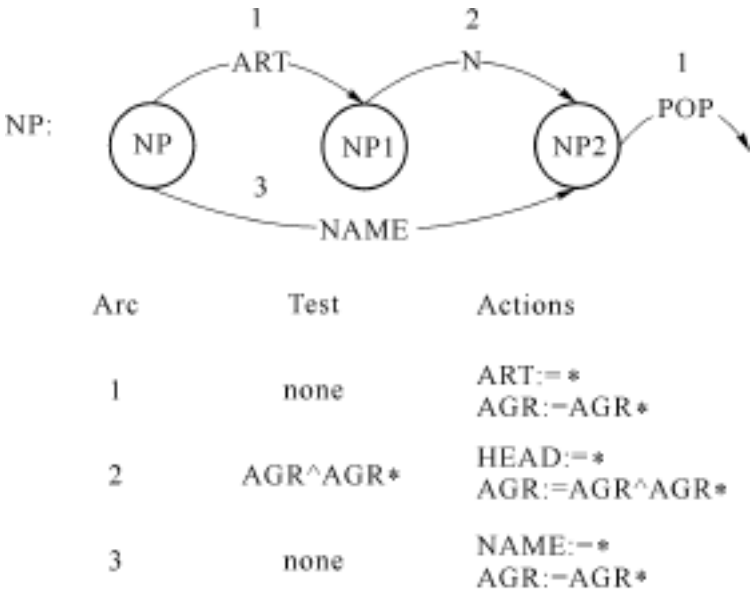 1 2
ART N 1
POP
NP: NP NP1 NP2
3
NAME
Arc Test Actions
1 none ART:=*
AGR:=AGR*
2 AGR^AGR* HEAD:=*
AGR:=AGR^AGR*
3 none NAME:=*
AGR:=AGR*